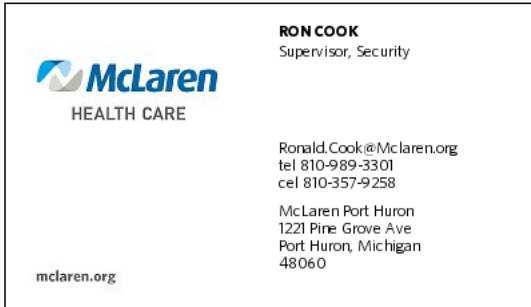 McLaren
HEALTH CARE
mclaren.org
RON COOK
Supervisor, Security
Ronald.Cook@Mclaren.org
tel 810-989-3301
cel 810-357-9258
McLaren Port Huron
1221 Pine Grove Ave
Port Huron, Michigan
48060